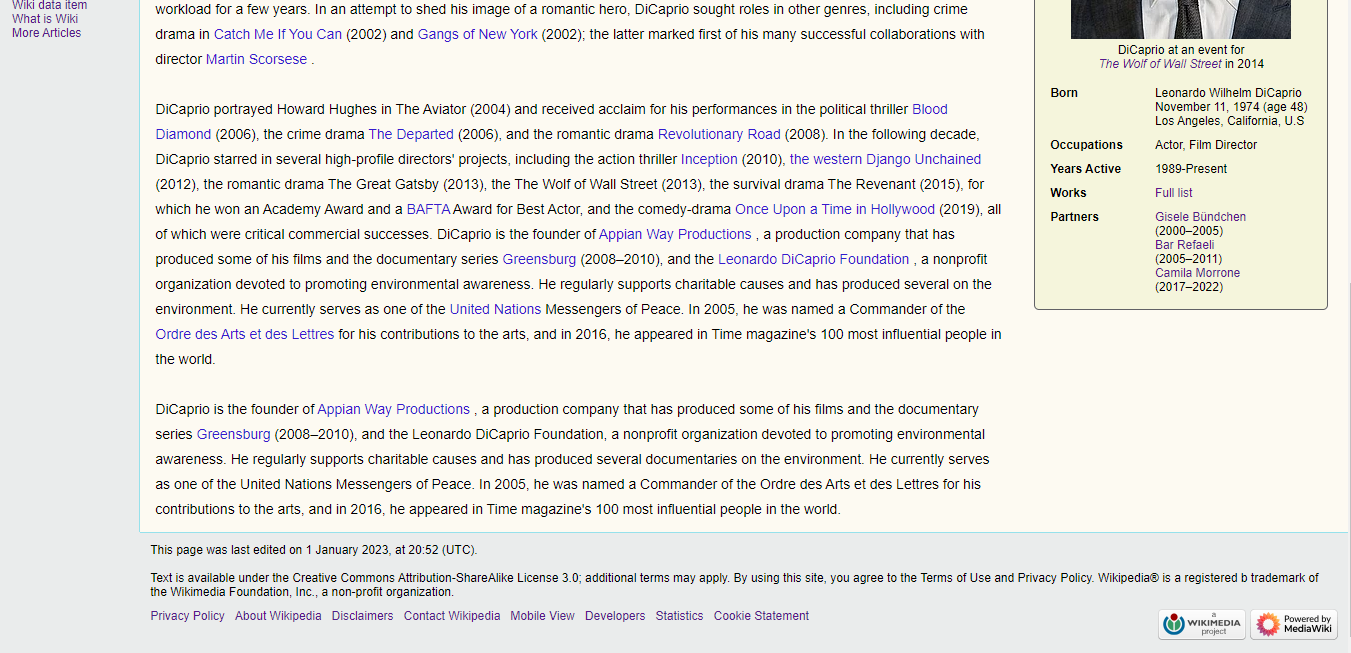 Wiki data item
What is Wiki
More Articles
workload for a few years. In an attempt to shed his image of a romantic hero, DiCaprio sought roles in other genres, including crime
drama in Catch Me If You Can (2002) and Gangs of New York (2002); the latter marked first of his many successful collaborations with
director Martin Scorsese .
DiCaprio portrayed Howard Hughes in The Aviator (2004) and received acclaim for his performances in the political thriller Blood
Diamond (2006), the crime drama The Departed (2006), and the romantic drama Revolutionary Road (2008). In the following decade,
DiCaprio starred in several high-profile directors' projects, including the action thriller Inception (2010), the western Django Unchained
(2012), the romantic drama The Great Gatsby (2013), the The Wolf of Wall Street (2013), the survival drama The Revenant (2015), for
which he won an Academy Award and a BAFTA Award for Best Actor, and the comedy-drama Once Upon a Time in Hollywood (2019), all
of which were critical commercial successes. DiCaprio is the founder of Appian Way Productions , a production company that has
produced some of his films and the documentary series Greensburg (2008–2010), and the Leonardo DiCaprio Foundation , a nonprofit
organization devoted to promoting environmental awareness. He regularly supports charitable causes and has produced several on the
environment. He currently serves as one of the United Nations Messengers of Peace. In 2005, he was named a Commander of the
Ordre des Arts et des Lettres for his contributions to the arts, and in 2016, he appeared in Time magazine's 100 most influential people in
the world.
DiCaprio is the founder of Appian Way Productions , a production company that has produced some of his films and the documentary
series Greensburg (2008–2010), and the Leonardo DiCaprio Foundation, a nonprofit organization devoted to promoting environmental
awareness. He regularly supports charitable causes and has produced several documentaries on the environment. He currently serves
as one of the United Nations Messengers of Peace. In 2005, he was named a Commander of the Ordre des Arts et des Lettres for his
contributions to the arts, and in 2016, he appeared in Time magazine's 100 most influential people in the world.
DiCaprio at an event for
The Wolf of Wall Street in 2014
Born Leonardo Wilhelm DiCaprio
November 11, 1974 (age 48)
Los Angeles, California, U.S
Occupations Actor, Film Director
Years Active 1989-Present
Works Full list
Partners Gisele Bündchen
(2000–2005)
Bar Refaeli
(2005–2011)
Camila Morrone
(2017–2022)
This page was last edited on 1 January 2023, at 20:52 (UTC).
Text is available under the Creative Commons Attribution-ShareAlike License 3.0; additional terms may apply. By using this site, you agree to the Terms of Use and Privacy Policy. Wikipedia® is a registered b trademark of
the Wikimedia Foundation, Inc., a non-profit organization.
Privacy Policy About Wikipedia Disclaimers Contact Wikipedia Mobile View Developers Statistics Cookie Statement
a
WIKIMEDIA
project
Powered by
MediaWiki